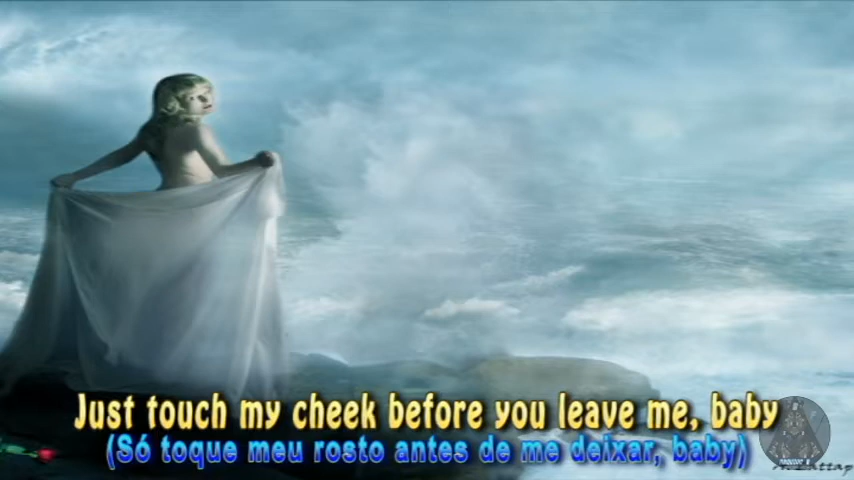 Just touch my cheek before you leave me, baby
(Só toque meu rosto antes de me deixar, baby)